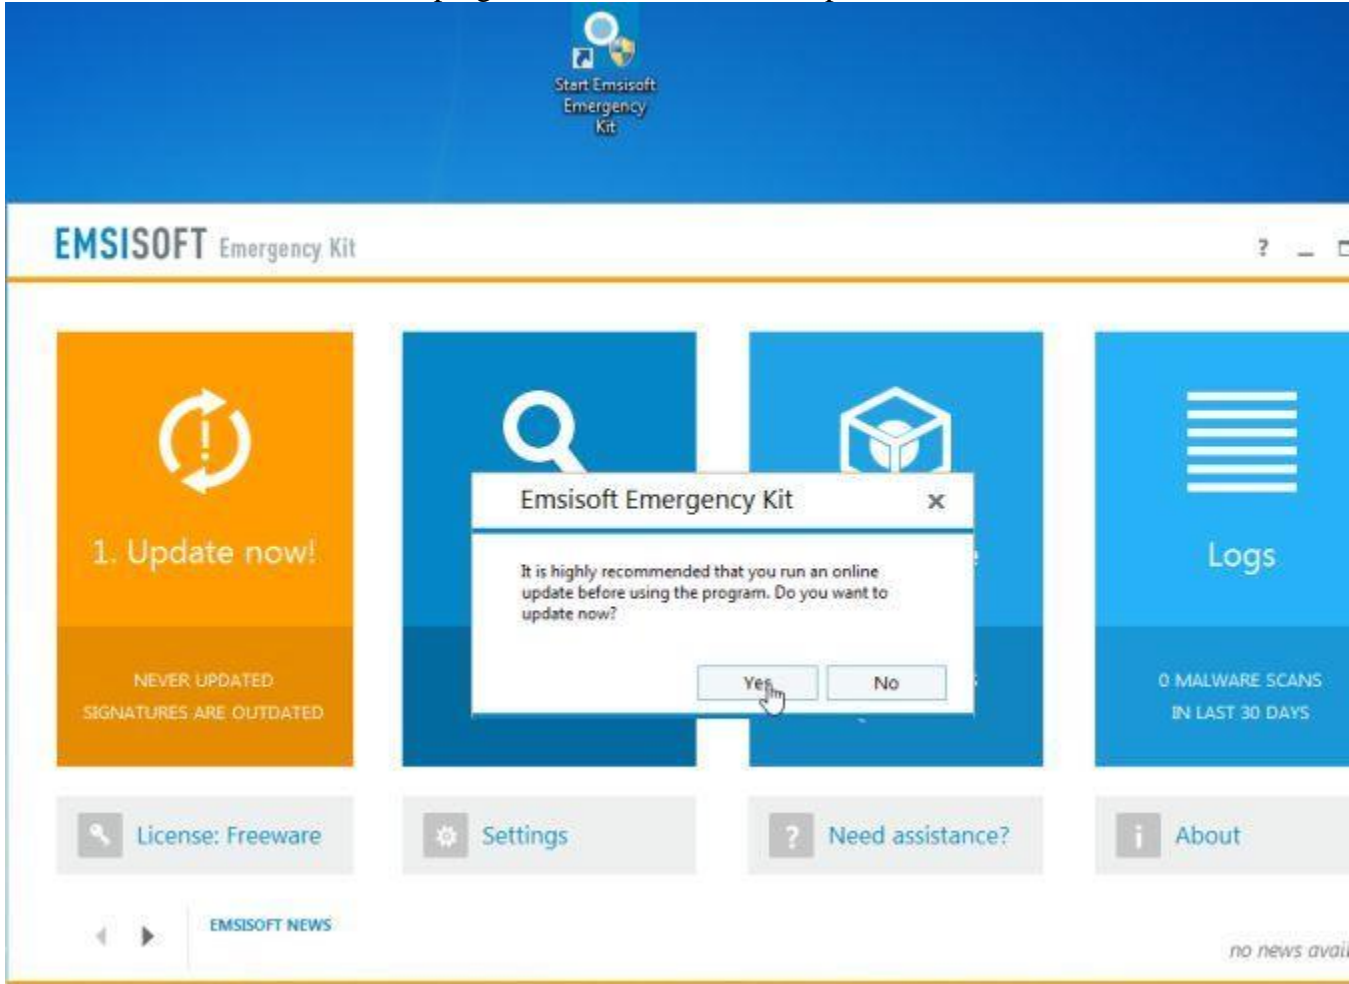 Start Emsisoft
Emergency
Kit
EMSISOFT Emergency Kit
?
1. Update now!
NEVER UPDATED
SIGNATURES ARE OUTDATED
Emsisoft Emergency Kit
It is highly recommended that you run an online
update before using the program. Do you want to
update now?
Yes
No
Logs
0 MALWARE SCANS
IN LAST 30 DAYS
License: Freeware
Settings
? Need assistance?
i About
EMSISOFT NEWS
no news